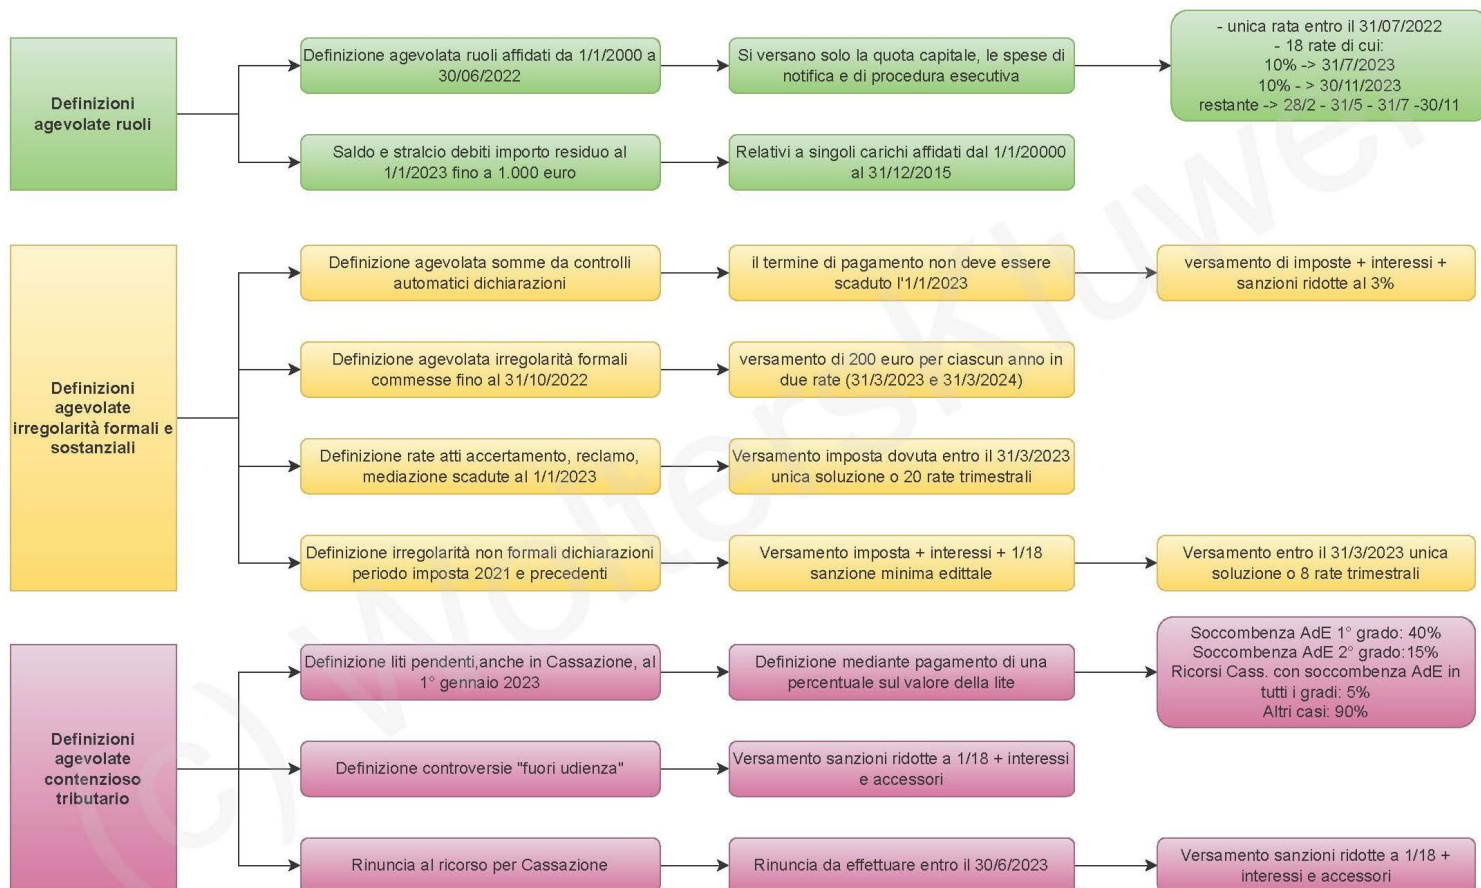 Definizioni
agevolate ruoli
Definizione agevolata ruoli affidati da 1/1/2000 a
30/06/2022
Si versano solo la quota capitale, le spese di
notifica e di procedura esecutiva
- unica rata entro il 31/07/2022
- 18 rate di cui:
10% -> 31/7/2023
10% - > 30/11/2023
restante -> 28/2 - 31/5 - 31/7 -30/11
Saldo e stralcio debiti importo residuo al
1/1/2023 fino a 1.000 euro
Relativi a singoli carichi affidati dal 1/1/20000
al 31/12/2015
Definizioni
agevolate
irregolarità formali e
sostanziali
Definizione agevolata somme da controlli
automatici dichiarazioni
il termine di pagamento non deve essere
scaduto l'1/1/2023
versamento di imposte + interessi +
sanzioni ridotte al 3%
Definizione agevolata irregolarità formali
commesse fino al 31/10/2022
versamento di 200 euro per ciascun anno in
due rate (31/3/2023 e 31/3/2024)
Definizione rate atti accertamento, reclamo,
mediazione scadute al 1/1/2023
Versamento imposta dovuta entro il 31/3/2023
unica soluzione o 20 rate trimestrali
Definizione irregolarità non formali dichiarazioni
periodo imposta 2021 e precedenti
Versamento imposta + interessi + 1/18
sanzione minima edittale
Versamento entro il 31/3/2023 unica
soluzione o 8 rate trimestrali
Definizioni
agevolate
contenzioso
tributario
Definizione liti pendenti,anche in Cassazione, al
1° gennaio 2023
Definizione mediante pagamento di una
percentuale sul valore della lite
Soccombenza AdE 1° grado: 40%
Soccombenza AdE 2° grado:15%
Ricorsi Cass. con soccombenza AdE in
tutti i gradi: 5%
Altri casi: 90%
Definizione controversie "fuori udienza"
Versamento sanzioni ridotte a 1/18 + interessi
e accessori
Rinuncia al ricorso per Cassazione
Rinuncia da effettuare entro il 30/6/2023
Versamento sanzioni ridotte a 1/18 +
interessi e accessori
(c) Wolters Kluwer